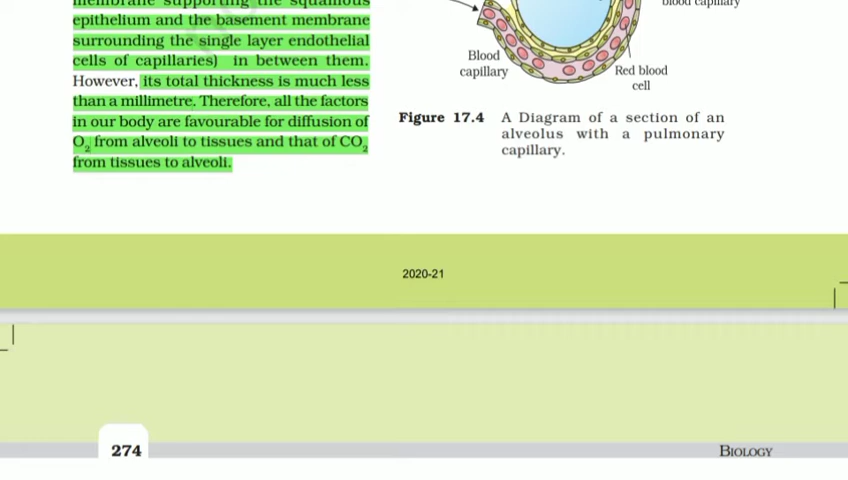 membrane supporting the squamous
epithelium and the basement membrane
surrounding the single layer endothelial
cells of capillaries) in between them.
However, its total thickness is much less
than a millimetre. Therefore, all the factors
in our body are favourable for diffusion of
O2 from alveoli to tissues and that of CO2
from tissues to alveoli.
blood capillary
Blood
capillary
Red blood
cell
Figure 17.4 A Diagram of a section of an
alveolus with a pulmonary
capillary.
2020-21
274
BIOLOGY